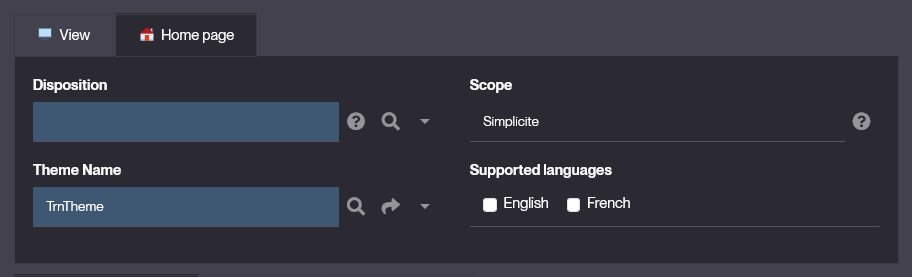 View
Home page
Disposition
Scope
Simplicite
Theme Name
Supported languages
TrnTheme
English
French